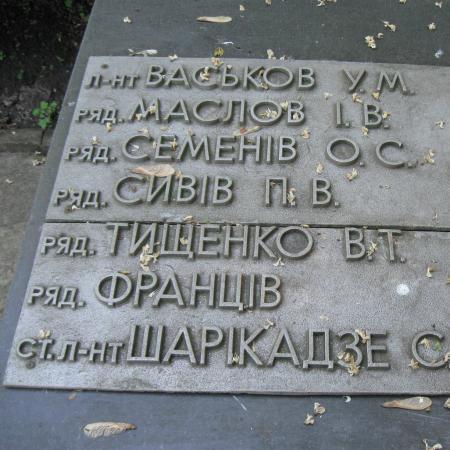 Л-НТ ВАСЬКОВ У.М.
РЯД. МАСЛОВ І.В.
РЯД. СЕМЕНІВ О.С.
РЯД. СИВІВ П.В.
РЯД. ТИЩЕНКО В.Т.
РЯД. ФРАНЦІВ
СТ.Л-НТ ШАРІКАДЗЕ С.